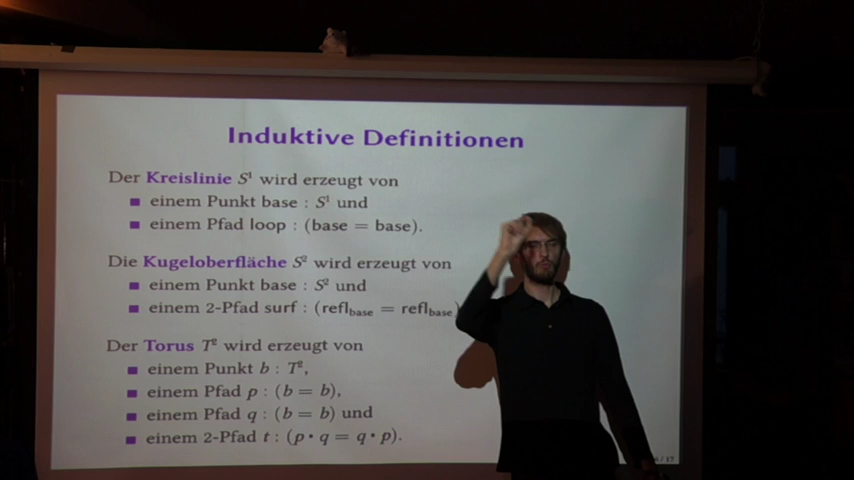 Induktive Definitionen
Der Kreislinie S¹ wird erzeugt von
einem Punkt base : S¹ und
einem Pfad loop : (base = base).
Die Kugeloberfläche S² wird erzeugt von
einem Punkt base : S² und
einem 2-Pfad surf : (refl_base = refl_base)
Der Torus T² wird erzeugt von
einem Punkt b : T²,
einem Pfad p : (b = b),
einem Pfad q : (b = b) und
einem 2-Pfad t : (p • q = q • p).
/ 17